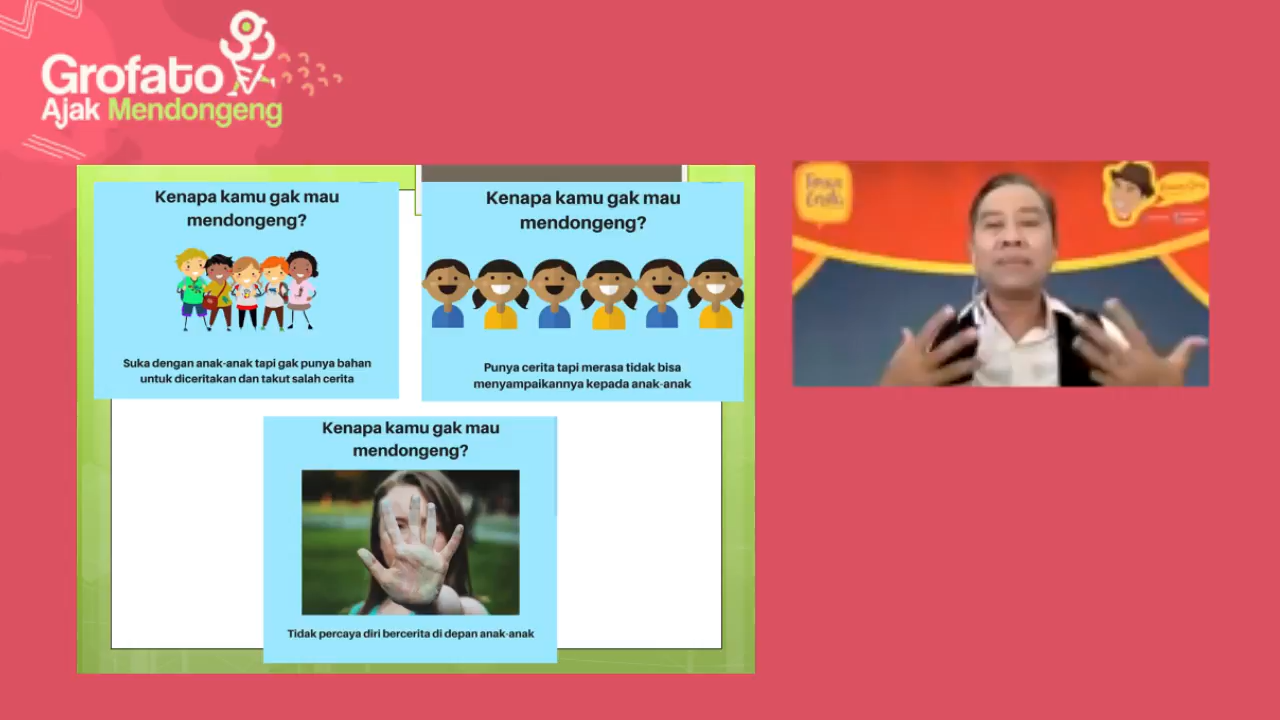 Grofato
Ajak Mendongeng
Kenapa kamu gak mau
mendongeng?
Suka dengan anak-anak tapi gak punya bahan
untuk diceritakan dan takut salah cerita
Kenapa kamu gak mau
mendongeng?
Punya cerita tapi merasa tidak bisa
menyampaikannya kepada anak-anak
Kenapa kamu gak mau
mendongeng?
Tidak percaya diri bercerita di depan anak-anak